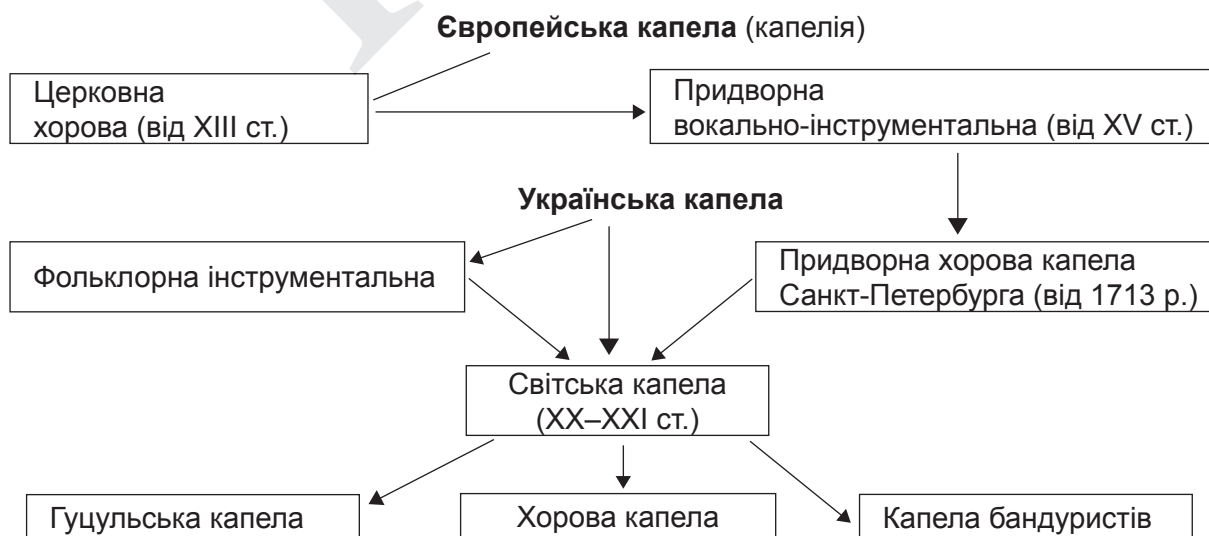 Європейська капела (капелія)
Церковна
хорова (від XIII ст.)
Придворна
вокально-інструментальна (від XV ст.)
Українська капела
Фольклорна інструментальна
Придворна хорова капела
Санкт-Петербурга (від 1713 р.)
Світська капела
(XX–XXI ст.)
Гуцульська капела
Хорова капела
Капела бандуристів